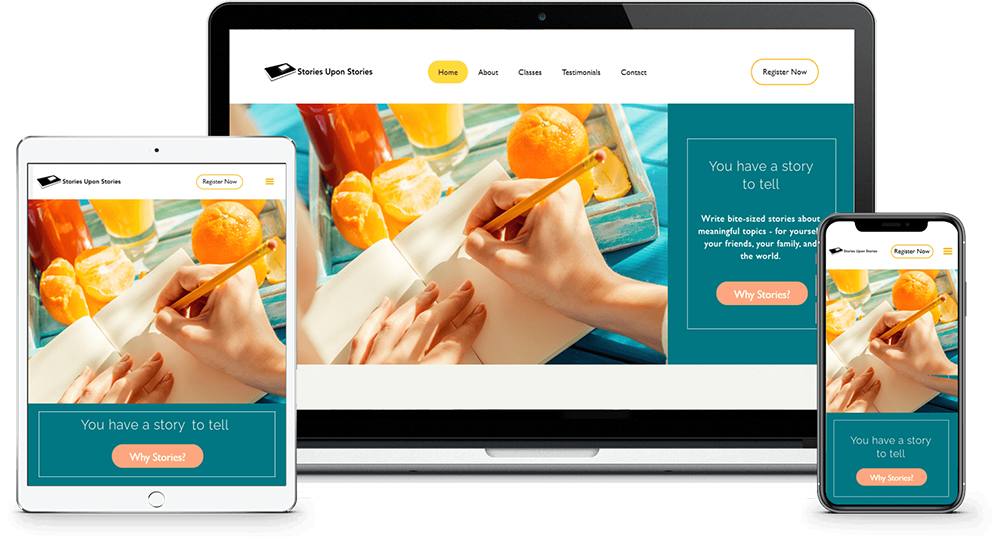 Stories Upon Stories
Home About Classes Testimonials Contact
Register Now
You have a story
to tell
Write bite-sized stories about
meaningful topics - for yoursel
your friends, your family, and
the world.
Why Stories?
Stories Upon Stories
Register Now
You have a story to tell
Why Stories?
Stories Upon Stories
Register Now
You have a story
to tell
Why Stories?